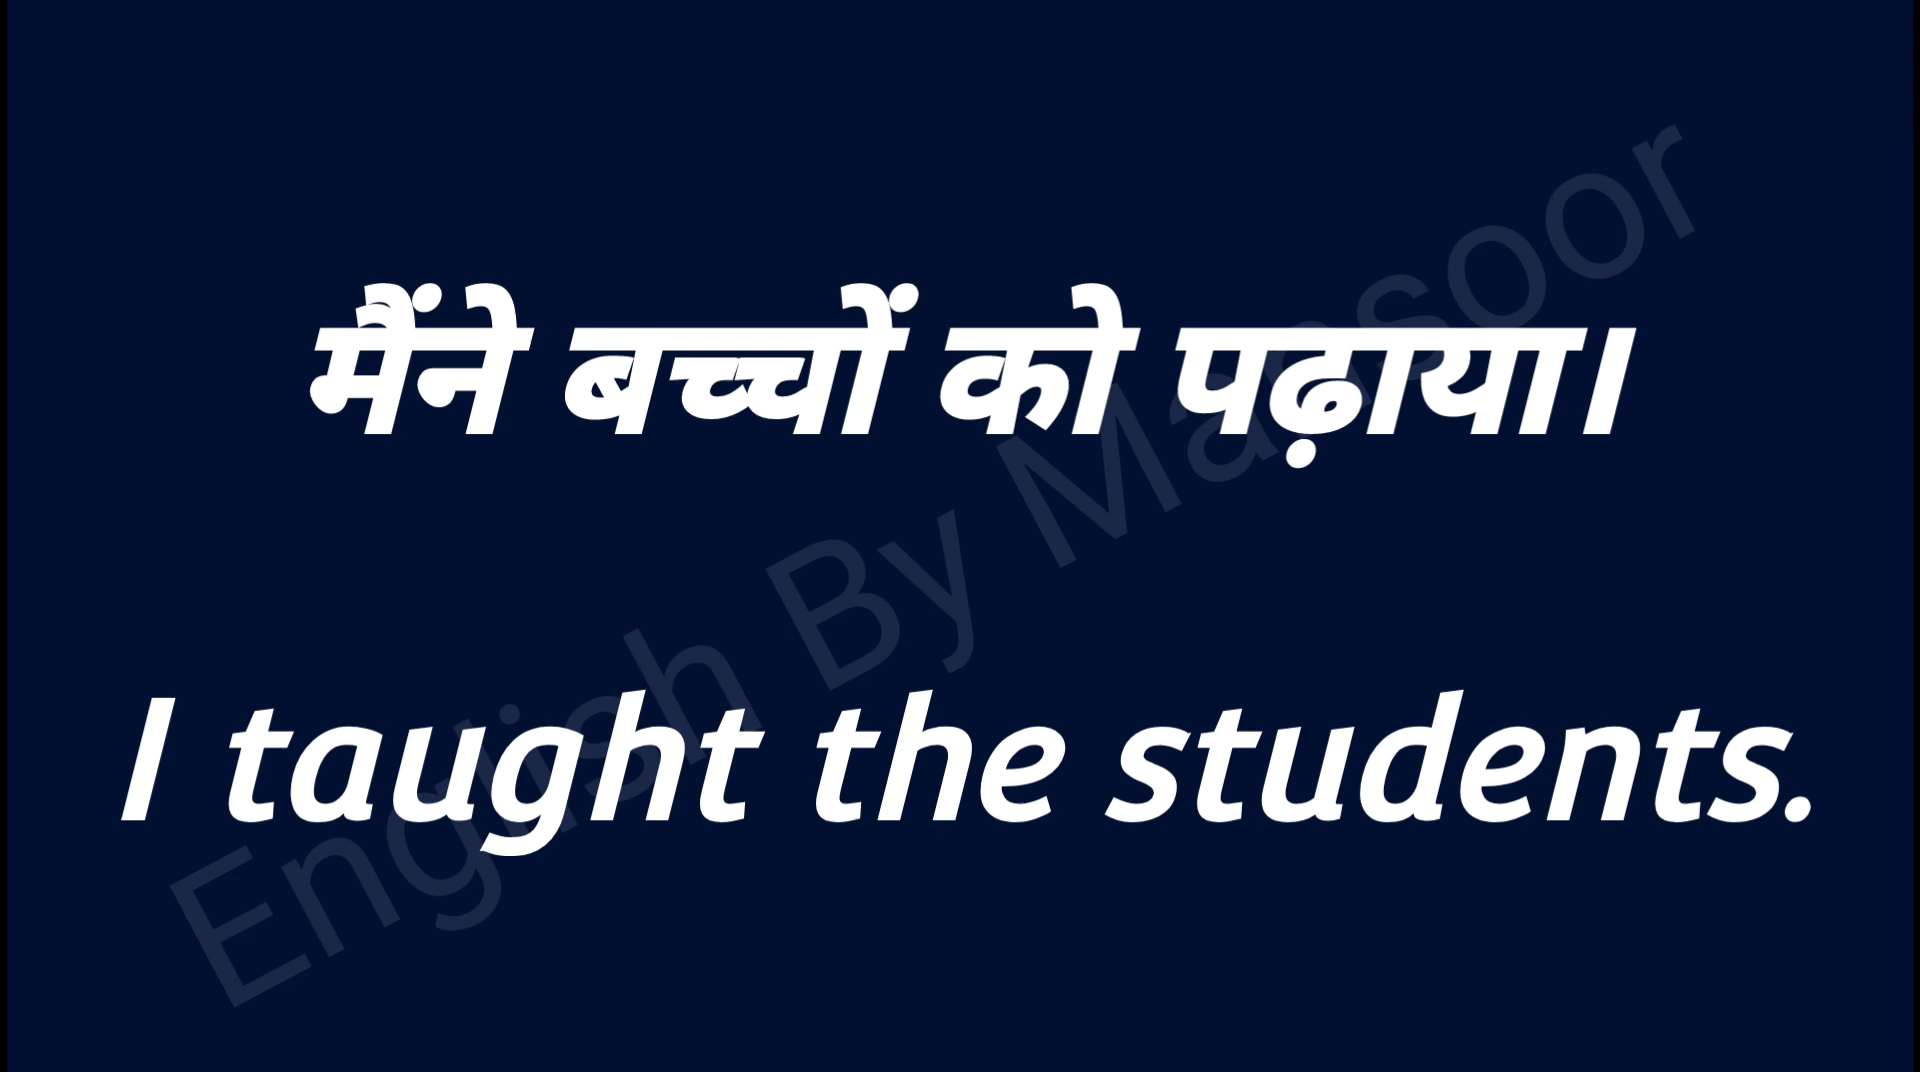 मैंने बच्चों को पढ़ाया।
I taught the students.
English By Mansoor